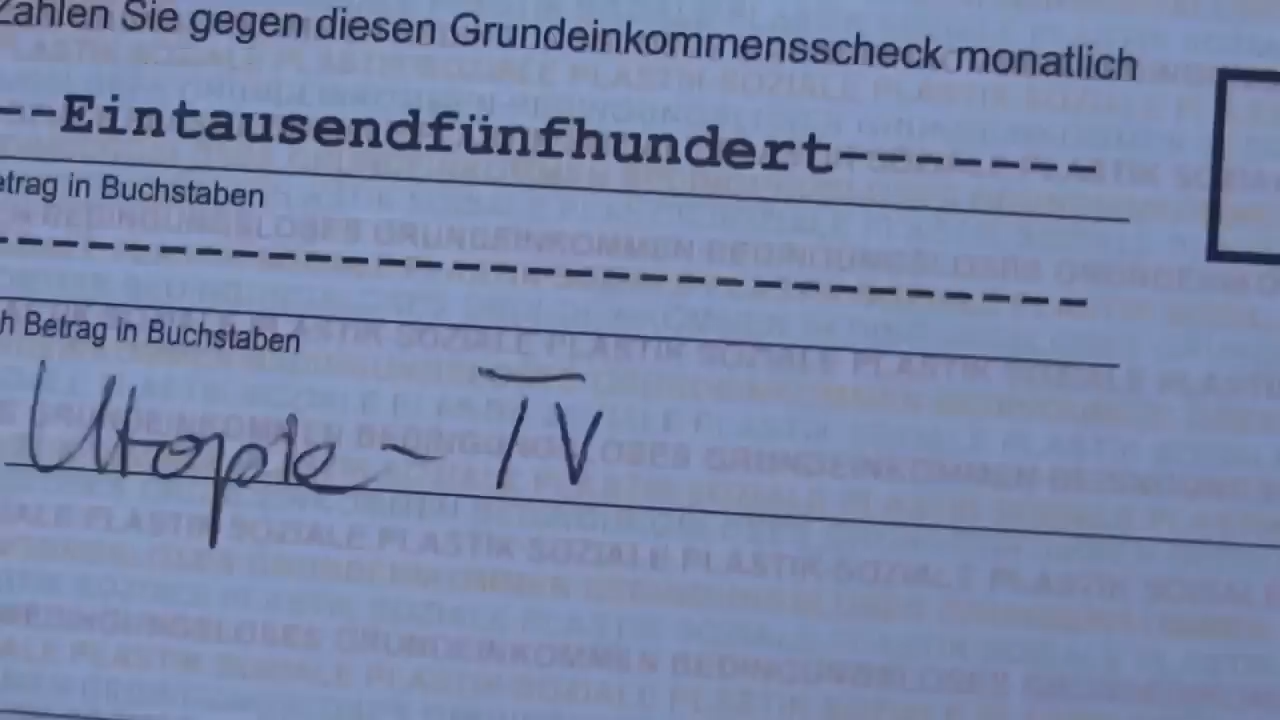 Zahlen Sie gegen diesen Grundeinkommensscheck monatlich
--Eintausendfünfhundert-------
etrag in Buchstaben
h Betrag in Buchstaben
Utopie - TV